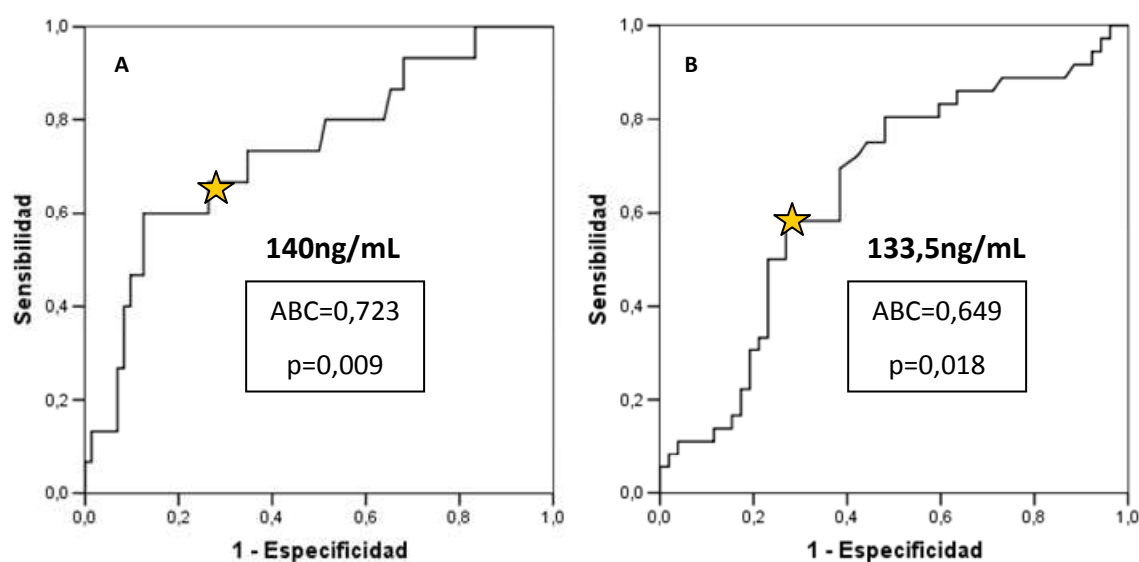 A
Sensibilidad
1,0
0,8
0,6
0,4
0,2
0,0
140ng/mL
ABC=0,723
p=0,009
0,0 0,2 0,4 0,6 0,8 1,0
1 - Especificidad
B
Sensibilidad
1,0
0,8
0,6
0,4
0,2
0,0
133,5ng/mL
ABC=0,649
p=0,018
0,0 0,2 0,4 0,6 0,8 1,0
1 - Especificidad